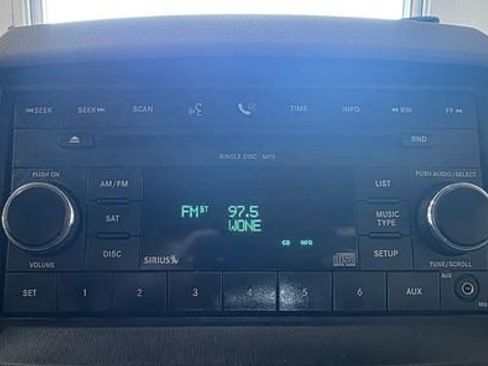 SEEK SEEK SCAN TIME INFO RW FF
RND
SINGLE DISC - MP3
PUSH ON AM/FM LIST PUSH AUDIO/SELECT
SAT FM ST 97.5 MUSIC TYPE
WONE
CD INFO
VOLUME DISC SIRIUS SETUP TUNE/SCROLL
SET 1 2 3 4 5 6 AUX AUX